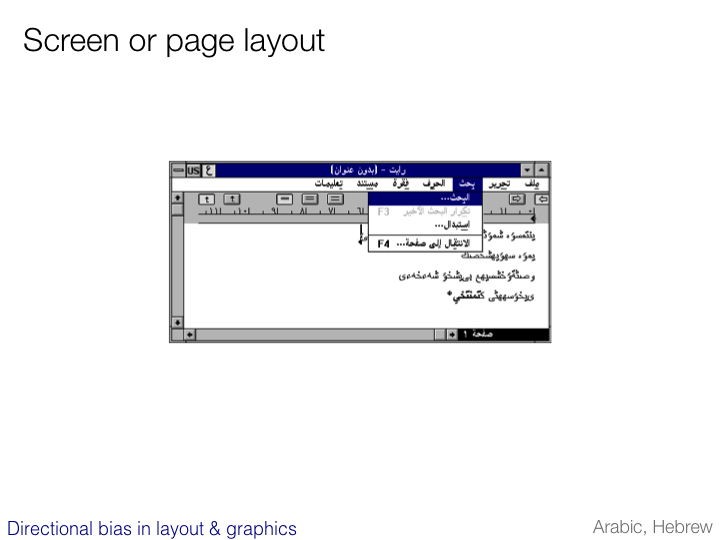 Screen or page layout
US ع
رايت - (بدون عنوان)
ملف تحرير بحث الحرف فقرة مستند تعليمات
البحث...
تكرار البحث الأخير F3
استبدال...
الانتقال إلى صفحة... F4
صفحة ١
Directional bias in layout & graphics
Arabic, Hebrew